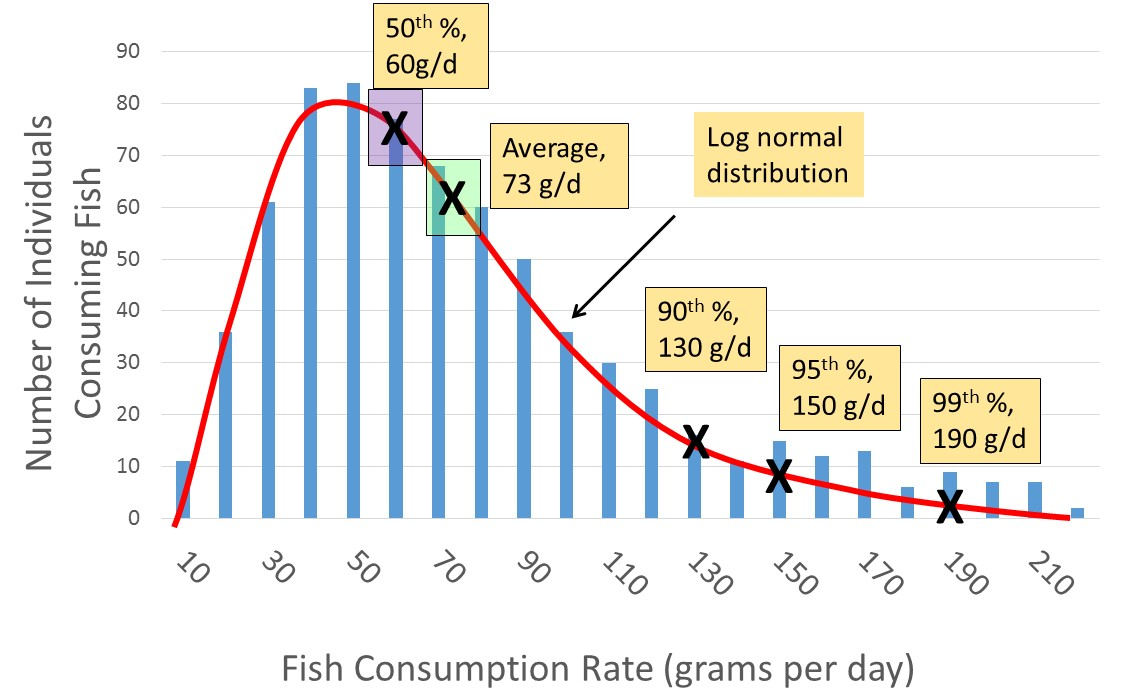 50th %,
60g/d
Average,
73 g/d
Log normal
distribution
90th %,
130 g/d
95th %,
150 g/d
99th %,
190 g/d
X
X
X
X
X
Number of Individuals
Consuming Fish
90
80
70
60
50
40
30
20
10
0
10
30
50
70
90
110
130
150
170
190
210
Fish Consumption Rate (grams per day)